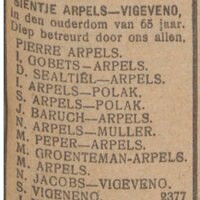 SIENTJE ARPELS—VIGEVENO,
in den ouderdom van 65 jaar.
Diep betreurd door ons allen.
PIERRE ARPELS.
I. GOBETS—ARPELS.
D. SEALTIËL—ARPELS.
I. ARPELS—POLAK.
S. ARPELS—POLAK.
J. BARUCH—ARPELS.
N. ARPELS—MULLER.
M. PEPER—ARPELS.
M. GROENTEMAN-ARPELS.
M. ARPELS.
N. JACOBS—VIGEVENO.
S. VIGENENO. 2377